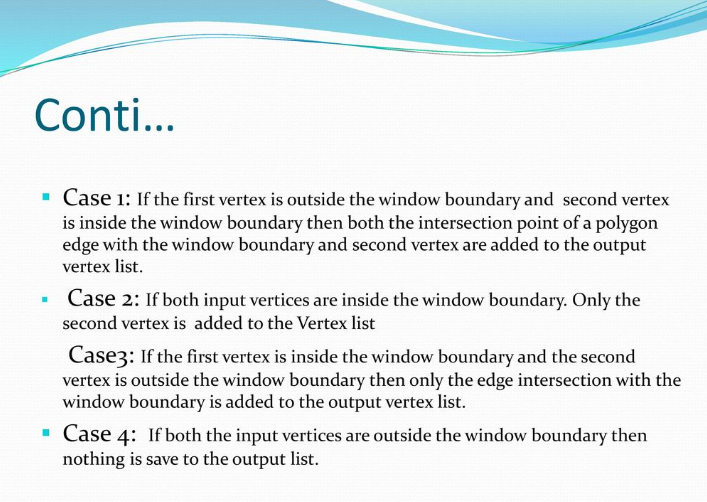 Conti...
Case 1: If the first vertex is outside the window boundary and second vertex
is inside the window boundary then both the intersection point of a polygon
edge with the window boundary and second vertex are added to the output
vertex list.
Case 2: If both input vertices are inside the window boundary. Only the
second vertex is added to the Vertex list
Case3: If the first vertex is inside the window boundary and the second
vertex is outside the window boundary then only the edge intersection with the
window boundary is added to the output vertex list.
Case 4: If both the input vertices are outside the window boundary then
nothing is save to the output list.